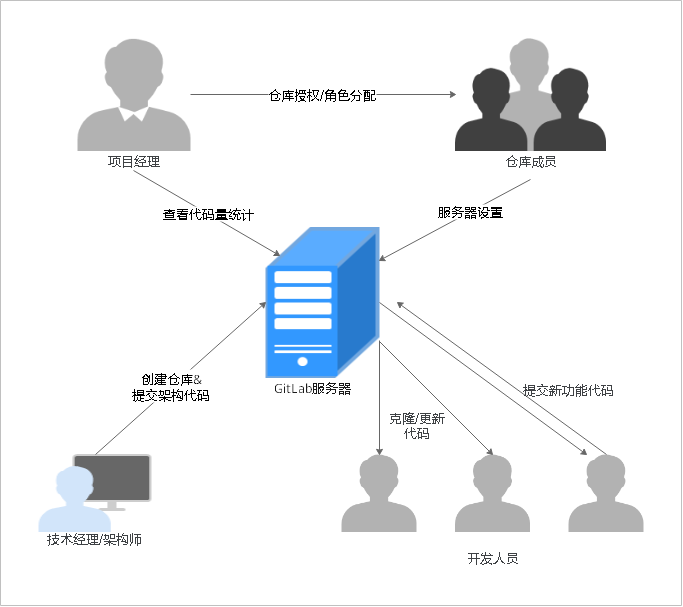 仓库授权/角色分配
项目经理
仓库成员
查看代码量统计
服务器设置
创建仓库&
提交架构代码
GitLab服务器
提交新功能代码
克隆/更新
代码
技术经理/架构师
开发人员